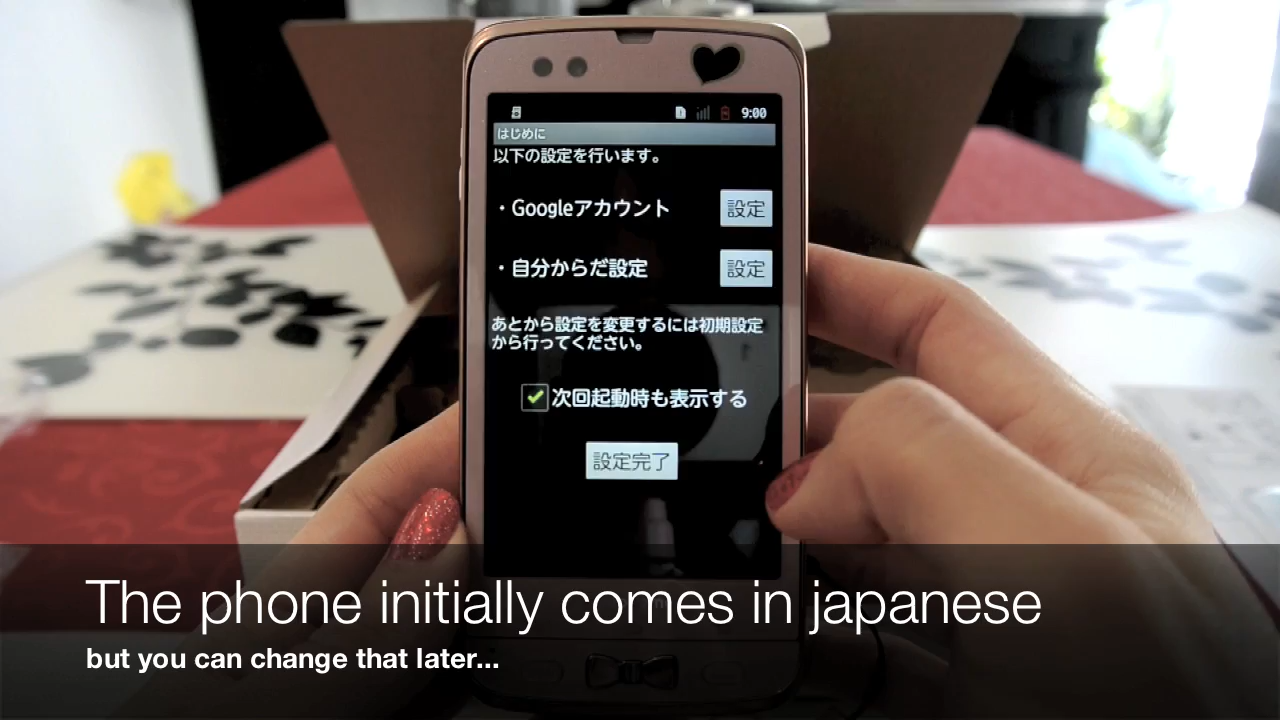 9:00
はじめに
以下の設定を行います。
・Googleアカウント 設定
・自分からだ設定 設定
あとから設定を変更するには初期設定
から行ってください。
次回起動時も表示する
設定完了
The phone initially comes in japanese
but you can change that later...